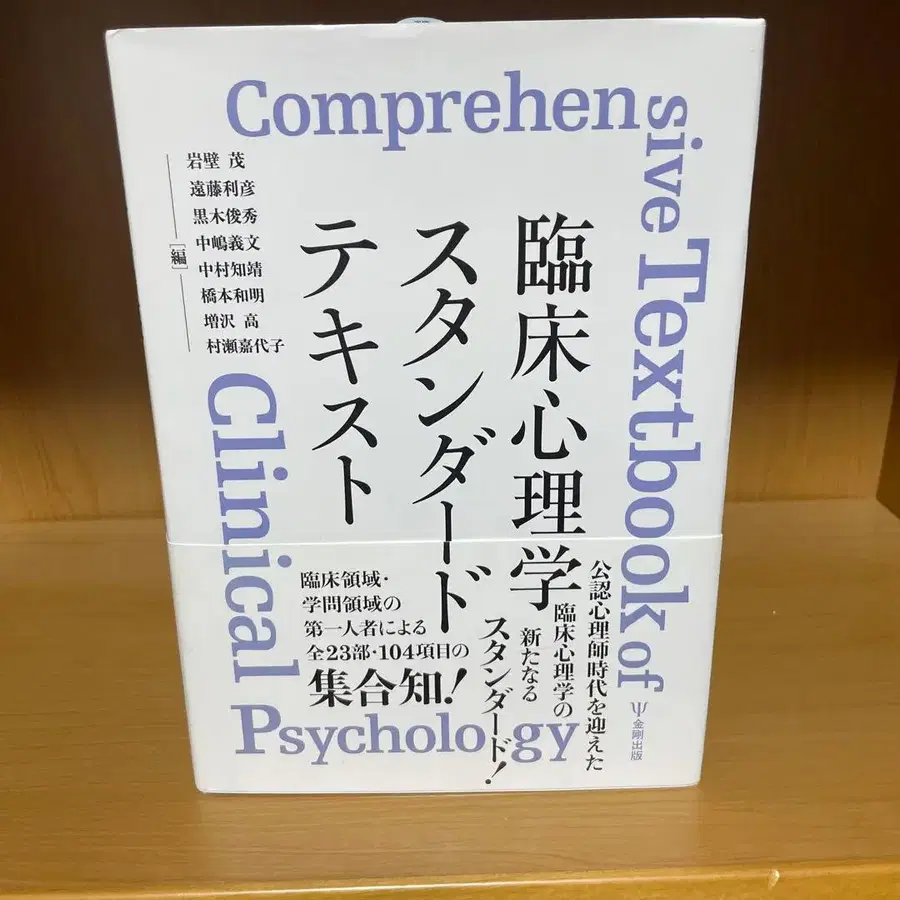 Comprehensive Textbook of
Clinical Psychology
臨床心理学
スタンダード
テキスト
岩壁 茂
遠藤利彦
黒木俊秀
中嶋義文
中村知靖
橋本和明
増沢 高
村瀬嘉代子
[編]
公認心理師時代を迎えた
臨床心理学の
新たなる
スタンダード!
臨床領域・
学問領域の
第一人者による
全23部・104項目の
集合知!
Ψ金剛出版